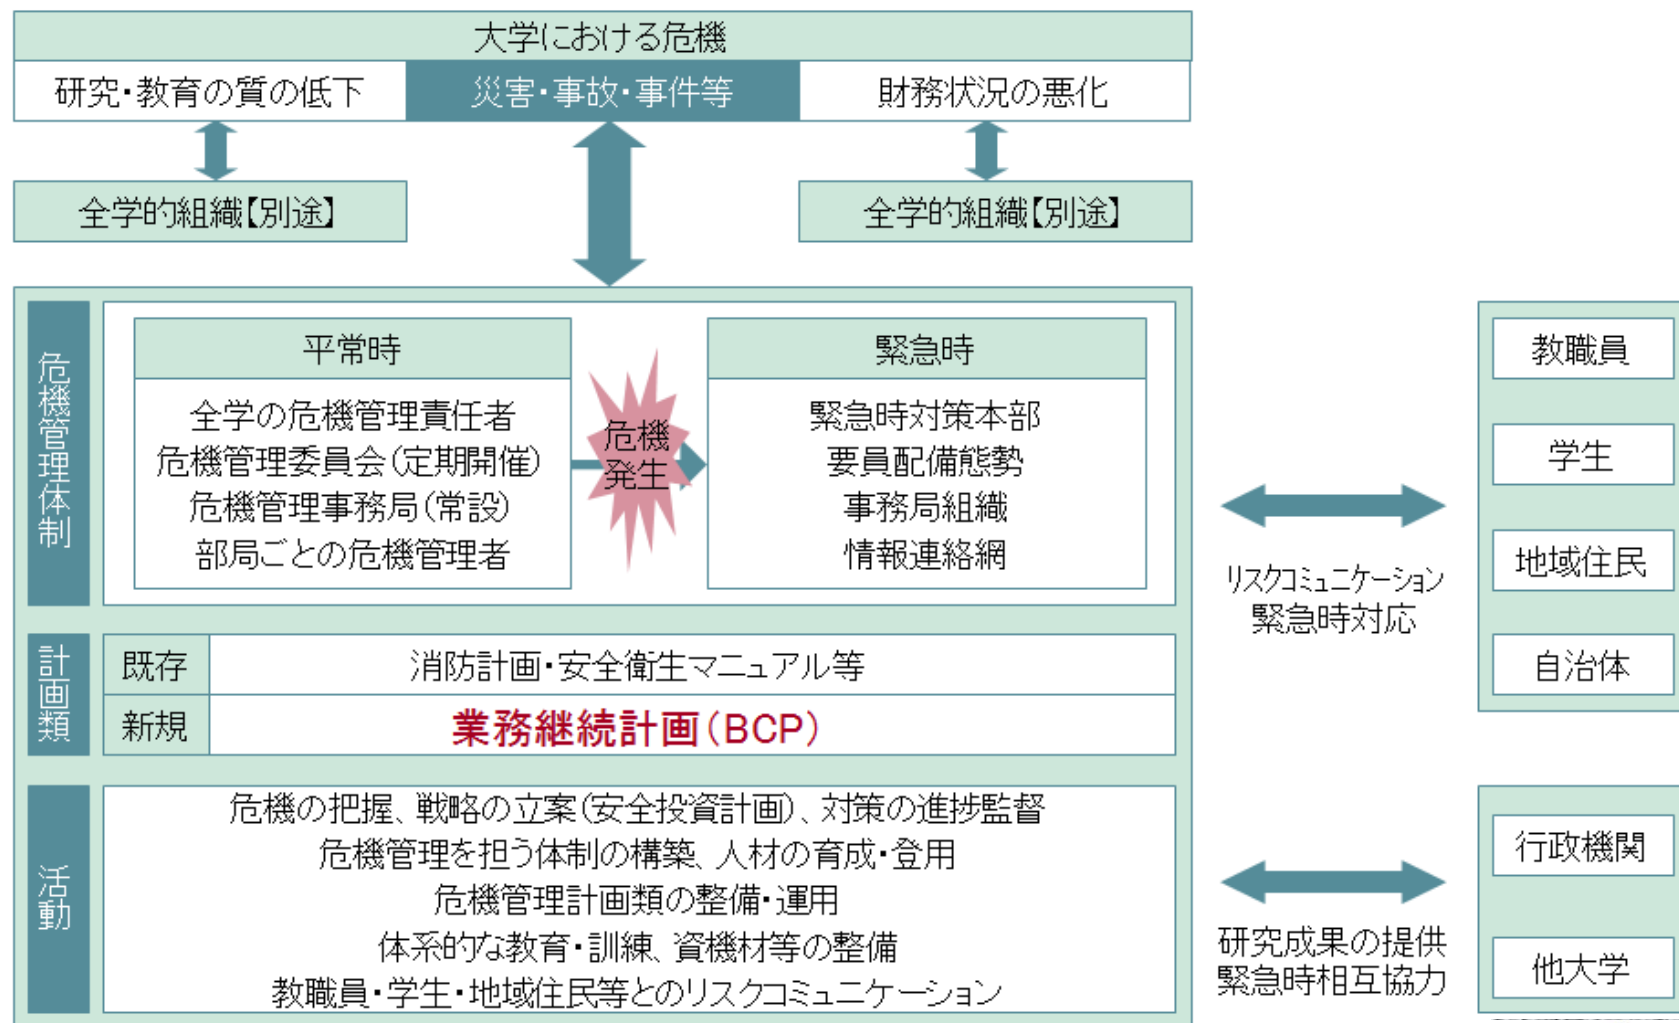 大学における危機
研究・教育の質の低下
災害・事故・事件等
財務状況の悪化
全学的組織【別途】
全学的組織【別途】
危機管理体制
平常時
全学の危機管理責任者
危機管理委員会(定期開催)
危機管理事務局(常設)
部局ごとの危機管理者
危機
発生
緊急時
緊急時対策本部
要員配備態勢
事務局組織
情報連絡網
計画類
既存
消防計画・安全衛生マニュアル等
新規
業務継続計画(BCP)
活動
危機の把握、戦略の立案(安全投資計画)、対策の進捗監督
危機管理を担う体制の構築、人材の育成・登用
危機管理計画類の整備・運用
体系的な教育・訓練、資機材等の整備
教職員・学生・地域住民等とのリスクコミュニケーション
リスクコミュニケーション
緊急時対応
教職員
学生
地域住民
自治体
研究成果の提供
緊急時相互協力
行政機関
他大学